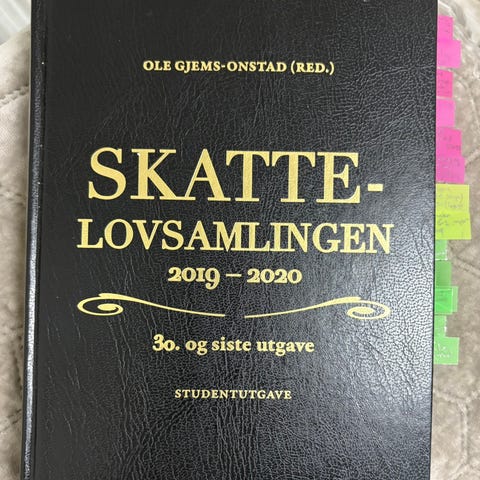 OLE GJEMS-ONSTAD (RED.)
SKATTE-
LOVSAMLINGEN
2019 – 2020
30. og siste utgave
STUDENTUTGAVE